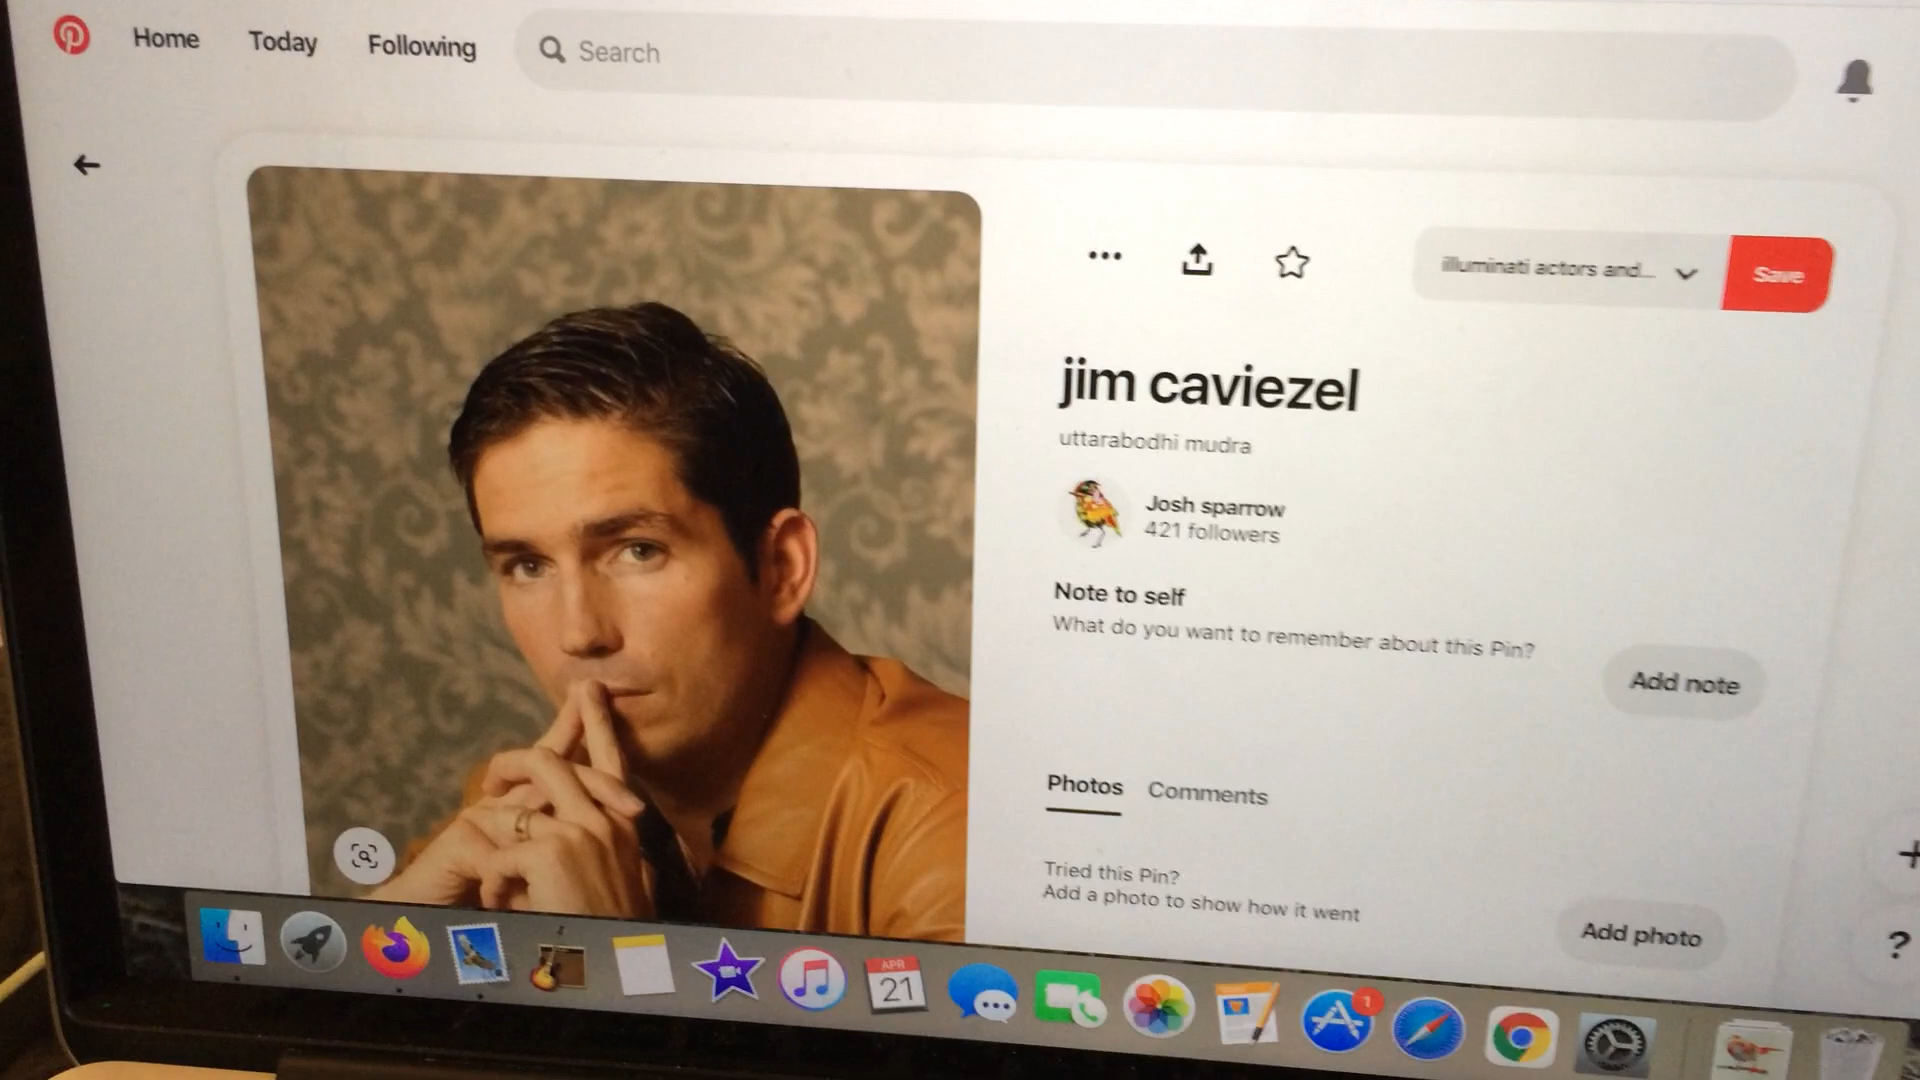 Home Today Following Search
illuminati actors and... Save
jim caviezel
uttarabodhi mudra
Josh sparrow
421 followers
Note to self
What do you want to remember about this Pin?
Add note
Photos Comments
Tried this Pin?
Add a photo to show how it went
Add photo
?
APR
21
1